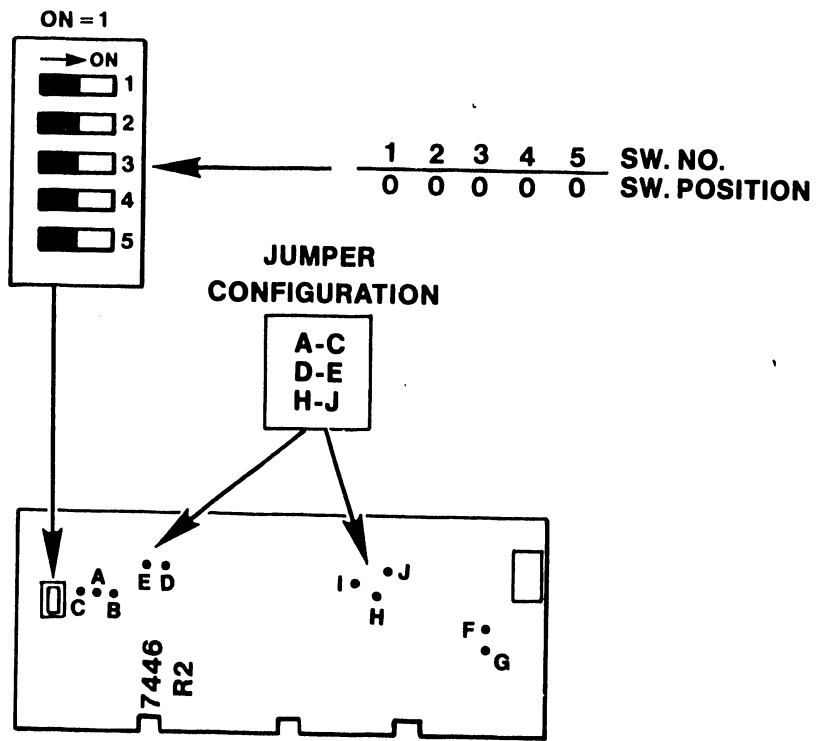 ON = 1
ON
1
2
3
4
5
1 2 3 4 5 SW. NO.
0 0 0 0 0 SW. POSITION
JUMPER
CONFIGURATION
A-C
D-E
H-J
E D
A
C B
I J
H
F
G
7446
R2